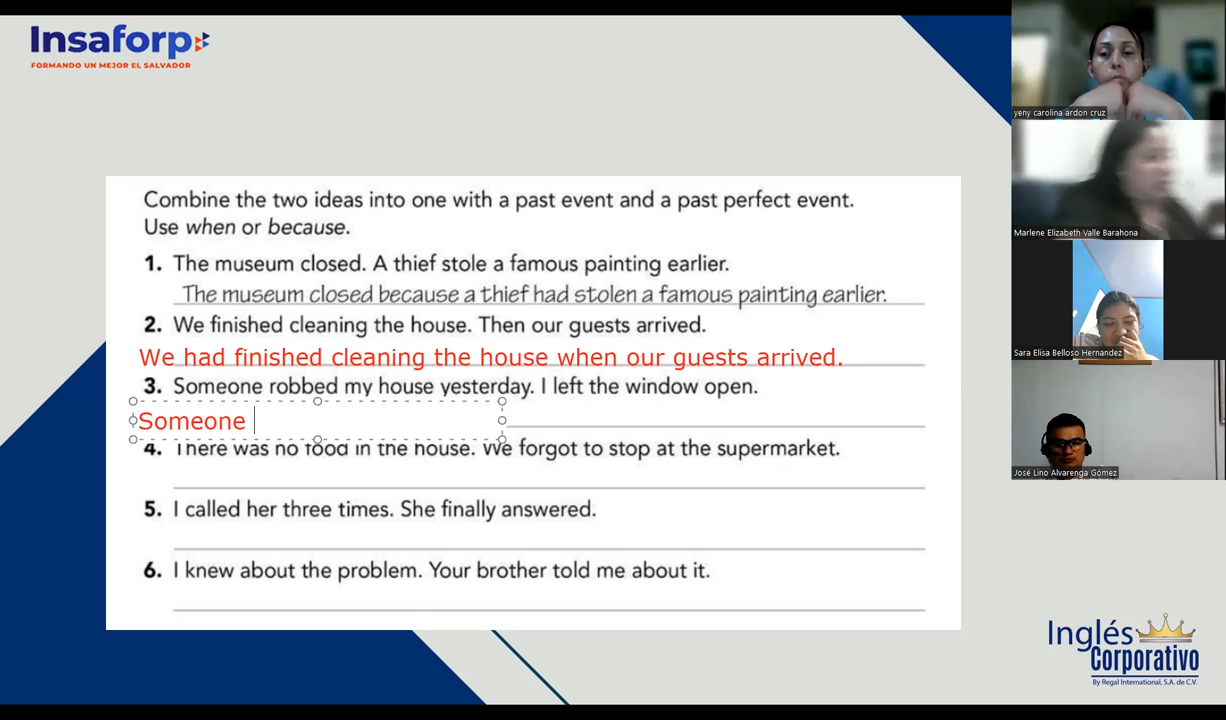 Insaforp
FORMANDO UN MEJOR EL SALVADOR
Combine the two ideas into one with a past event and a past perfect event.
Use when or because.
1. The museum closed. A thief stole a famous painting earlier.
The museum closed because a thief had stolen a famous painting earlier.
2. We finished cleaning the house. Then our guests arrived.
We had finished cleaning the house when our guests arrived.
3. Someone robbed my house yesterday. I left the window open.
Someone
4. There was no food in the house. We forgot to stop at the supermarket.
5. I called her three times. She finally answered.
6. I knew about the problem. Your brother told me about it.
yeny carolina ardon cruz
Marlene Elizabeth Valle Barahona
Sara Elisa Belloso Hernandez
José Lino Alvarenga Gómez
Inglés
Corporativo
By Regal International, S.A. de C.V.